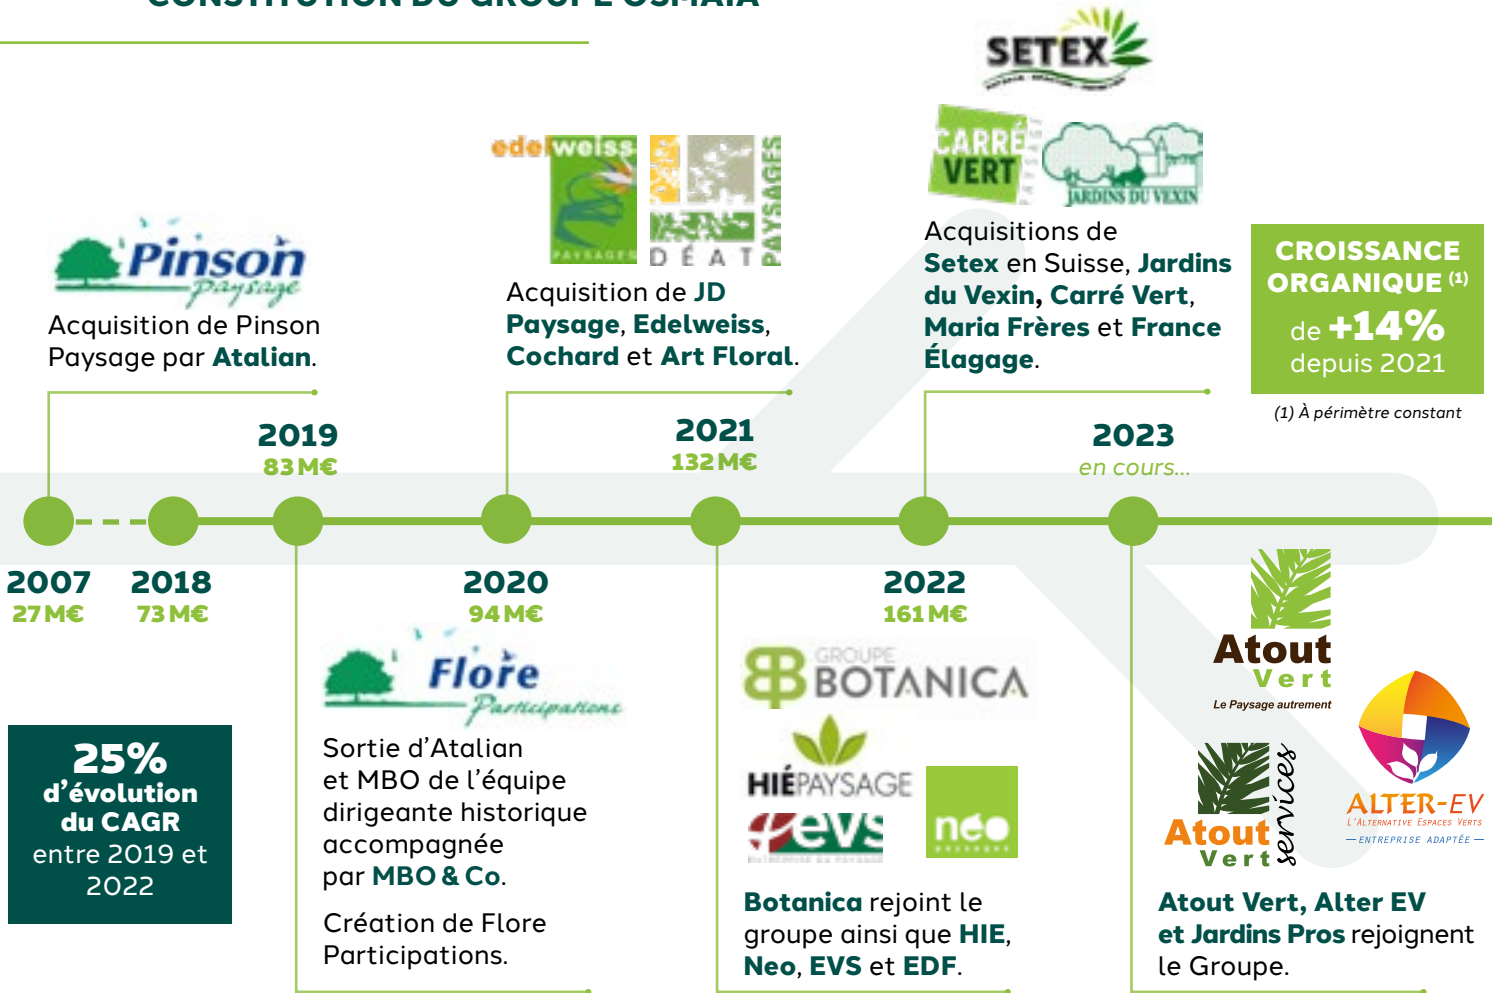 CONSTITUTION DU GROUPE OSMAÏA
SETEX
CARRÉ
VERT
PAYSAGE
JARDINS DU VEXIN
edelweiss
PAYSAGES
DÉAT
PAYSAGES
Pinson
paysage
Acquisition de Pinson
Paysage par Atalian.
Acquisition de JD
Paysage, Edelweiss,
Cochard et Art Floral.
Acquisitions de
Setex en Suisse, Jardins
du Vexin, Carré Vert,
Maria Frères et France
Élagage.
CROISSANCE
ORGANIQUE (1)
de +14%
depuis 2021
(1) À périmètre constant
2019
83 M€
2021
132 M€
2023
en cours...
2007
27 M€
2018
73 M€
2020
94 M€
2022
161 M€
25%
d'évolution
du CAGR
entre 2019 et
2022
Flore
Participations
Sortie d'Atalian
et MBO de l'équipe
dirigeante historique
accompagnée
par MBO & Co.
Création de Flore
Participations.
GROUPE
BOTANICA
HIÉPAYSAGE
evs
ENTREPRISE DU PAYSAGE
néo
paysages
Botanica rejoint le
groupe ainsi que HIE,
Neo, EVS et EDF.
Atout
Vert
Le Paysage autrement
Atout
Vert
services
ALTER-EV
L'Alternative Espaces Verts
ENTREPRISE ADAPTÉE
Atout Vert, Alter EV
et Jardins Pros rejoignent
le Groupe.